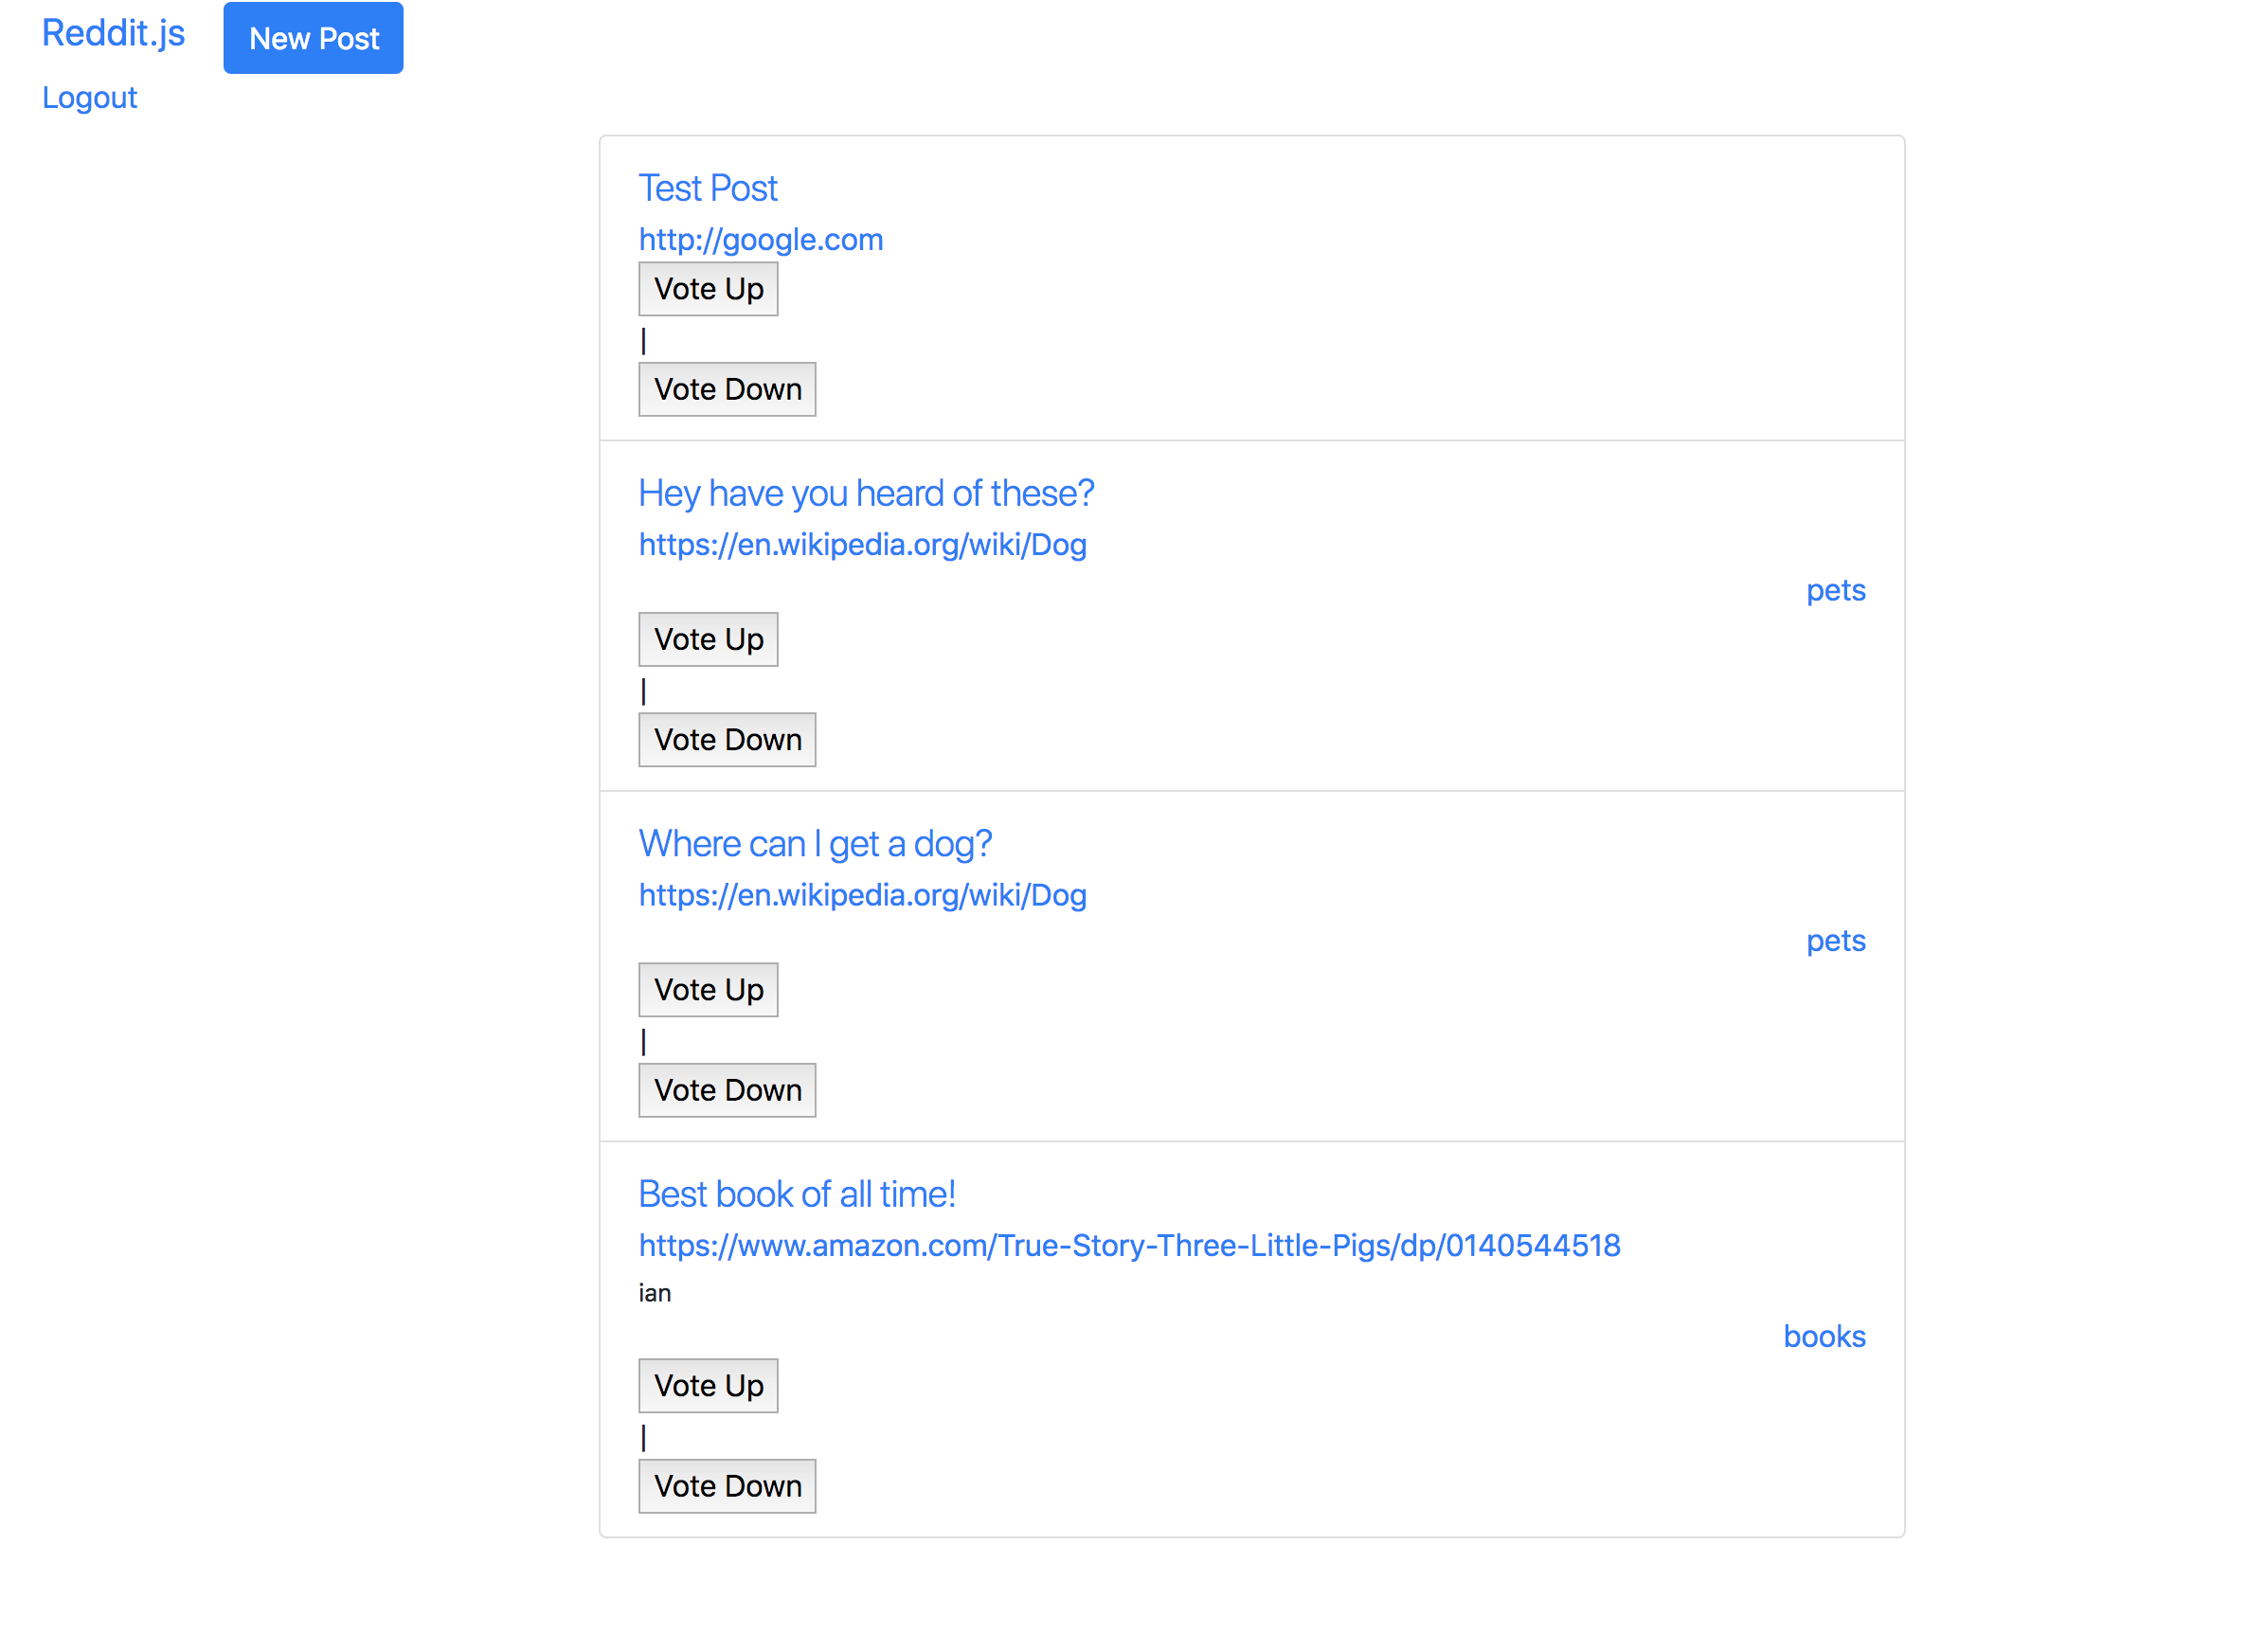 Reddit.js New Post
Logout
Test Post
http://google.com
Vote Up
|
Vote Down
Hey have you heard of these?
https://en.wikipedia.org/wiki/Dog
pets
Vote Up
|
Vote Down
Where can I get a dog?
https://en.wikipedia.org/wiki/Dog
pets
Vote Up
|
Vote Down
Best book of all time!
https://www.amazon.com/True-Story-Three-Little-Pigs/dp/0140544518
ian
books
Vote Up
|
Vote Down